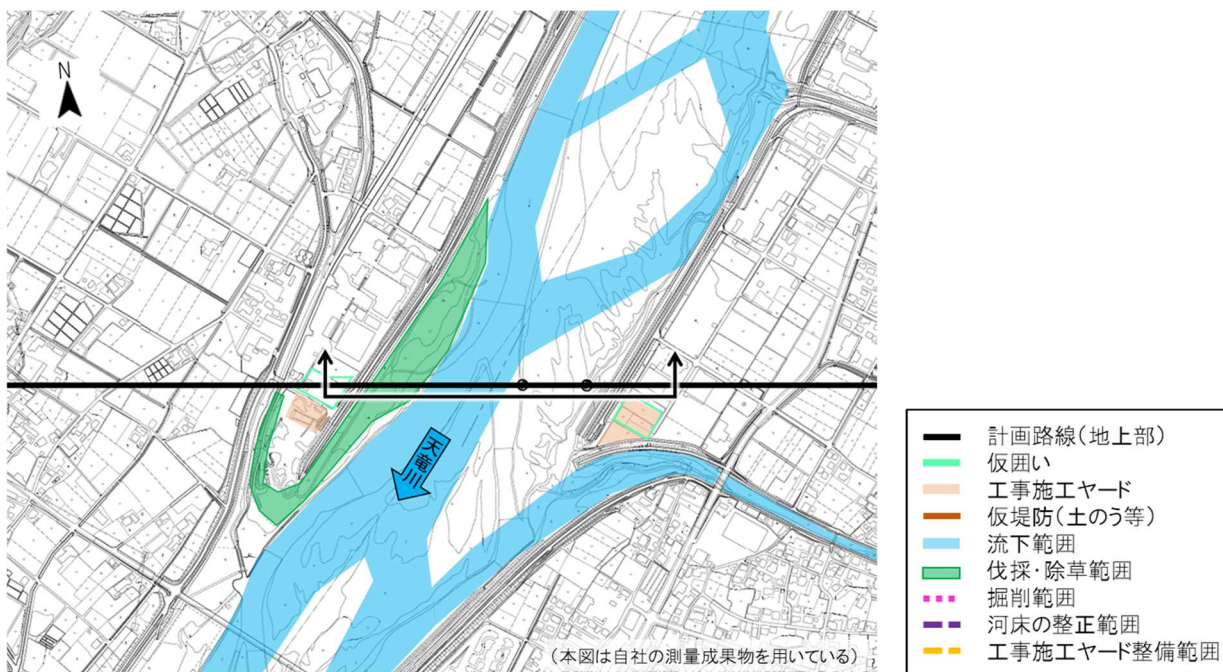 N
天竜川
(本図は自社の測量成果物を用いている)
計画路線(地上部)
仮囲い
工事施工ヤード
仮堤防(土のう等)
流下範囲
伐採・除草範囲
掘削範囲
河床の整正範囲
工事施工ヤード整備範囲